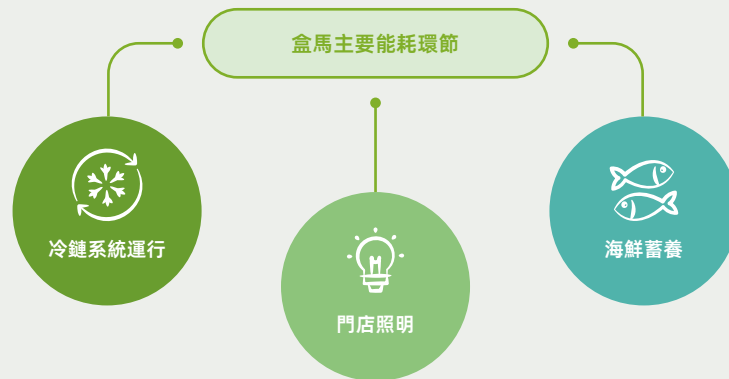 盒馬主要能耗環節
冷鏈系統運行
門店照明
海鮮蓄養